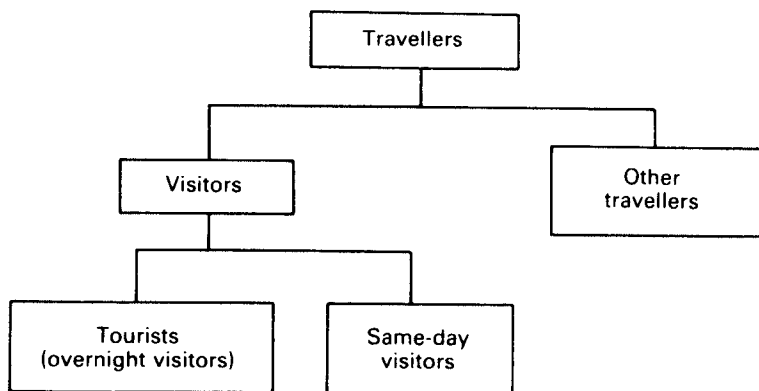 Travellers
Visitors
Other
travellers
Tourists
(overnight visitors)
Same-day
visitors